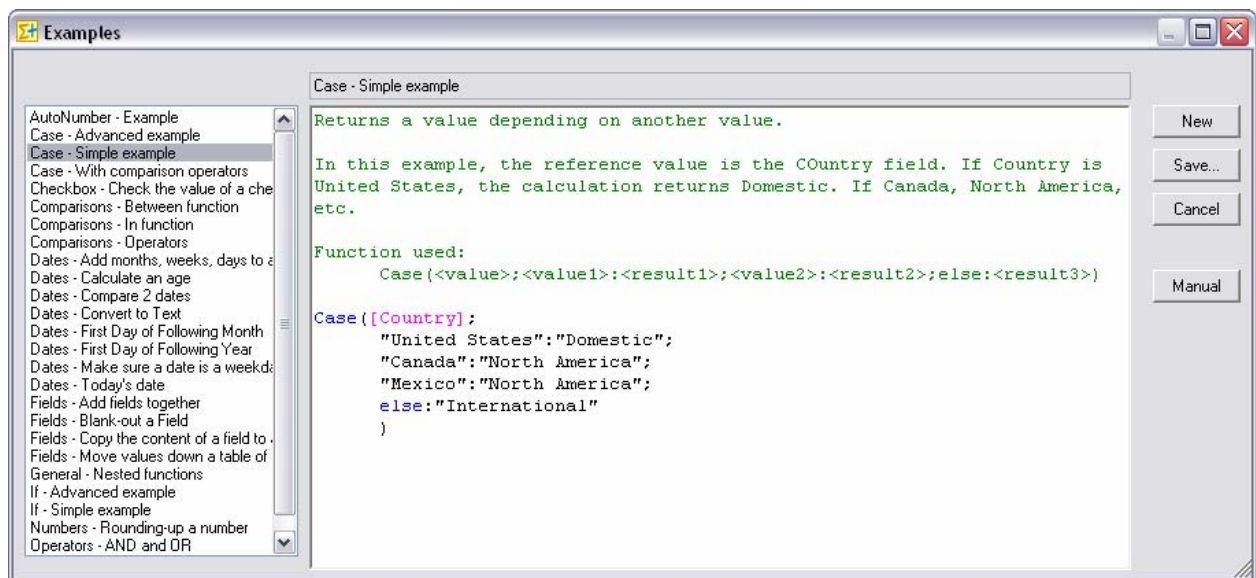 Examples
Case - Simple example
AutoNumber - Example
Case - Advanced example
Case - Simple example
Case - With comparison operators
Checkbox - Check the value of a che
Comparisons - Between function
Comparisons - In function
Comparisons - Operators
Dates - Add months, weeks, days to a
Dates - Calculate an age
Dates - Compare 2 dates
Dates - Convert to Text
Dates - First Day of Following Month
Dates - First Day of Following Year
Dates - Make sure a date is a weekda
Dates - Today's date
Fields - Add fields together
Fields - Blank-out a Field
Fields - Copy the content of a field to
Fields - Move values down a table of
General - Nested functions
If - Advanced example
If - Simple example
Numbers - Rounding-up a number
Operators - AND and OR
Returns a value depending on another value.
In this example, the reference value is the COuntry field. If Country is
United States, the calculation returns Domestic. If Canada, North America,
etc.
Function used:
Case(<value>;<value1>:<result1>;<value2>:<result2>;else:<result3>)
Case([Country];
"United States":"Domestic";
"Canada":"North America";
"Mexico":"North America";
else:"International"
)
New
Save...
Cancel
Manual